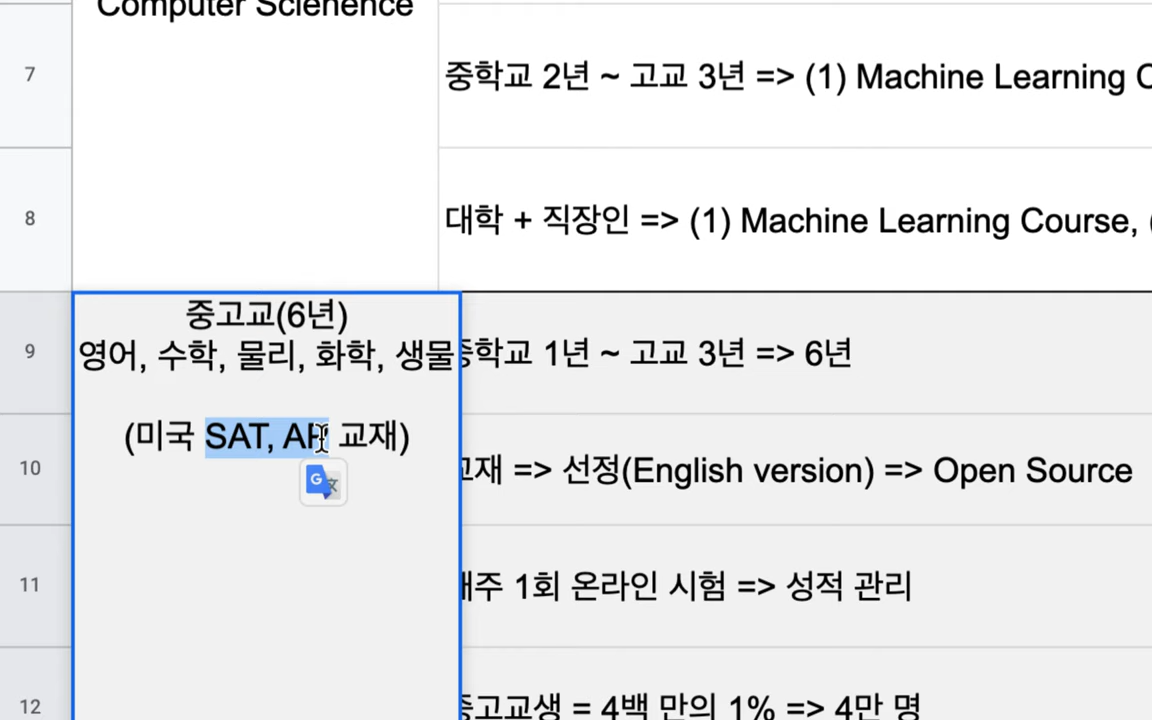 Computer Scienence
7
중학교 2년 ~ 고교 3년 => (1) Machine Learning
8
대학 + 직장인 => (1) Machine Learning Course,
9
중고교(6년)
영어, 수학, 물리, 화학, 생물
(미국 SAT, AP 교재)
중학교 1년 ~ 고교 3년 => 6년
10
교재 => 선정(English version) => Open Source
11
매주 1회 온라인 시험 => 성적 관리
12
중고교생 = 4백 만의 1% => 4만 명